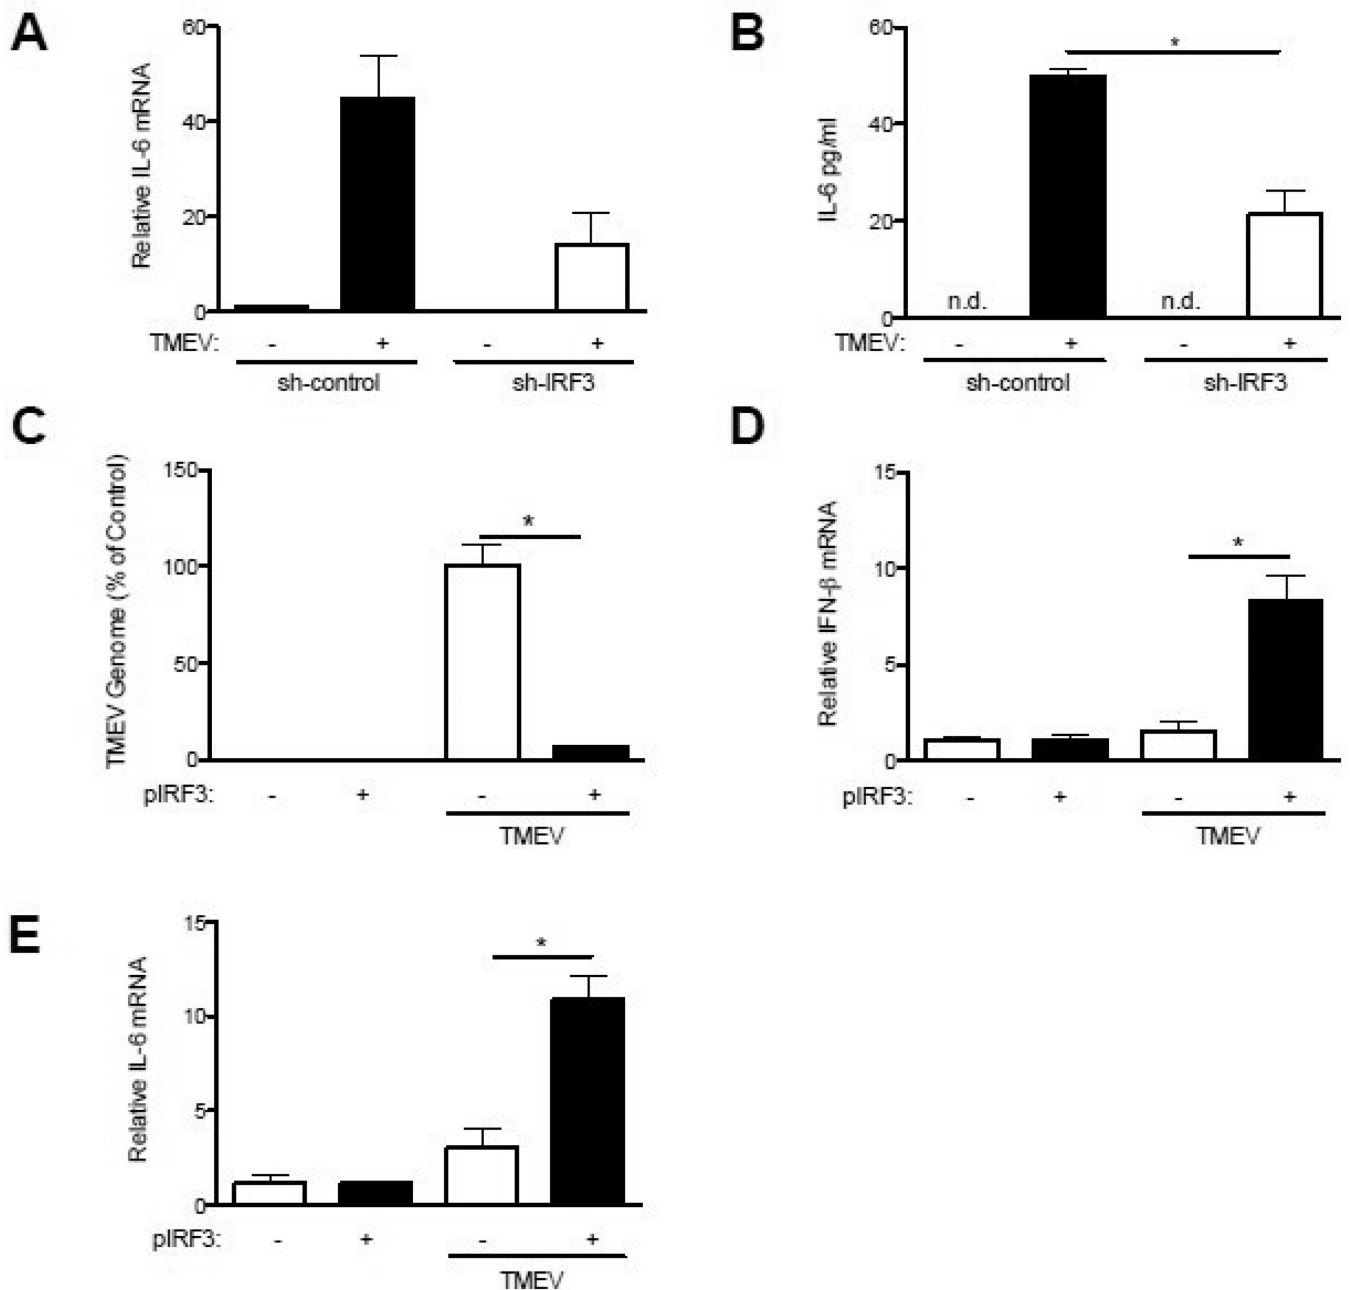 A
Relative IL-6 mRNA
60
40
20
0
TMEV: - + - +
sh-control sh-IRF3
B
IL-6 pg/ml
60
40
20
0
*
n.d. n.d.
TMEV: - + - +
sh-control sh-IRF3
C
TMEV Genome (% of Control)
150
100
50
0
*
pIRF3: - + - +
TMEV
D
Relative IFN-β mRNA
15
10
5
0
*
pIRF3: - + - +
TMEV
E
Relative IL-6 mRNA
15
10
5
0
*
pIRF3: - + - +
TMEV